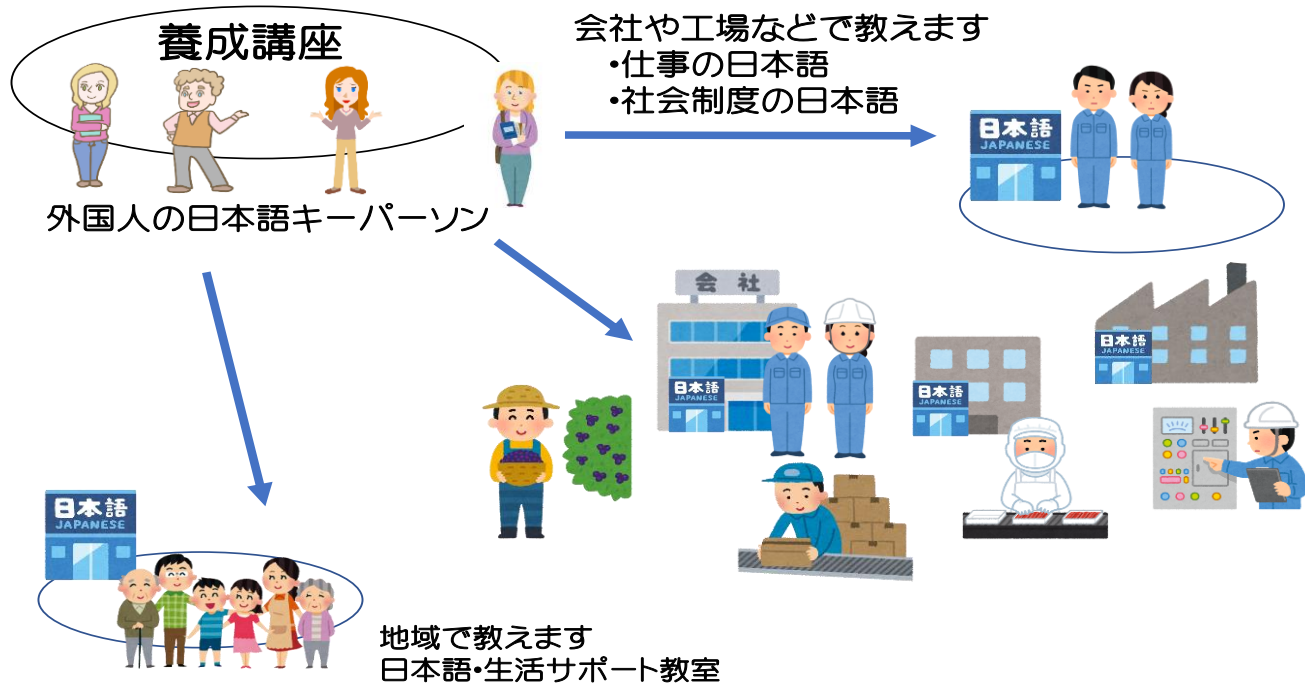 養成講座
外国人の日本語キーパーソン
会社や工場などで教えます
・仕事の日本語
・社会制度の日本語
日本語
JAPANESE
会社
日本語
JAPANESE
日本語
JAPANESE
日本語
JAPANESE
日本語
JAPANESE
地域で教えます
日本語・生活サポート教室